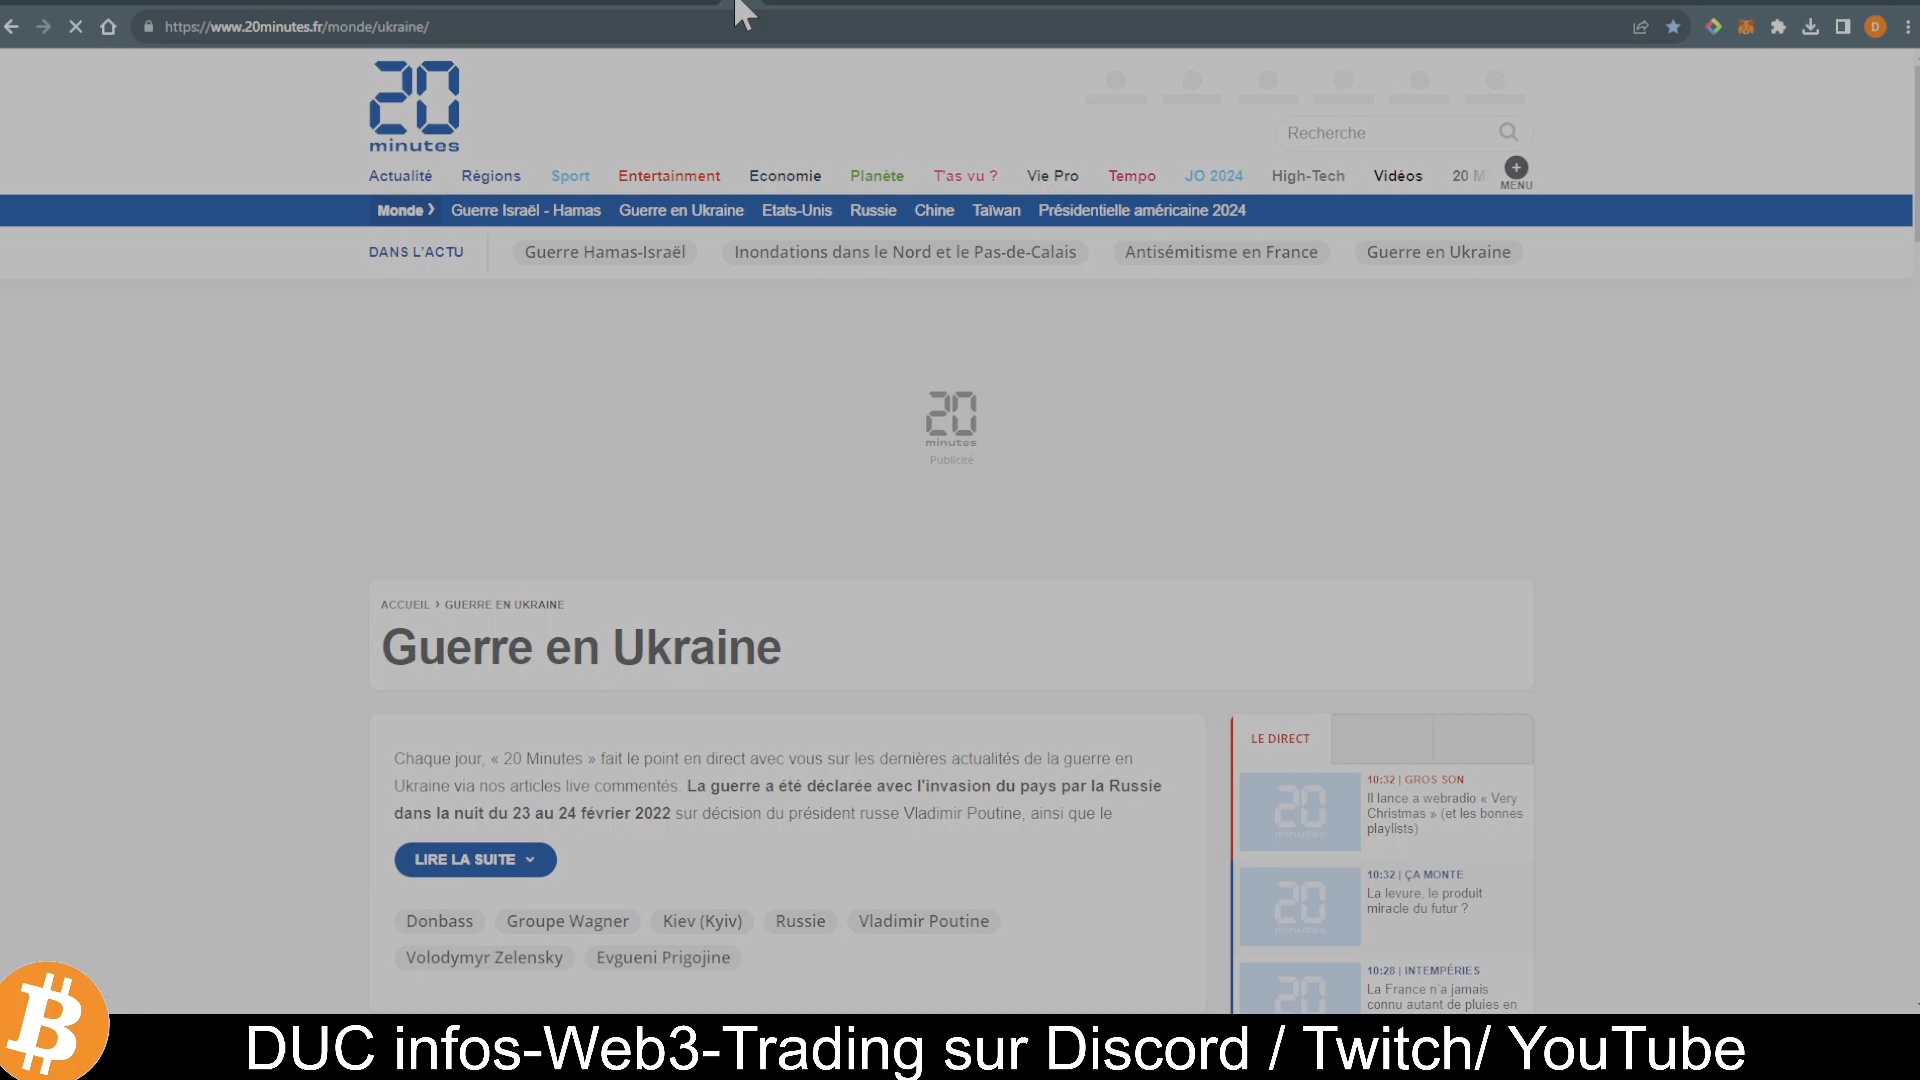 https://www.20minutes.fr/monde/ukraine/
D
20
minutes
Recherche
Actualité Régions Sport Entertainment Economie Planète T'as vu ? Vie Pro Tempo JO 2024 High-Tech Vidéos 20
MENU
Monde › Guerre Israël - Hamas Guerre en Ukraine Etats-Unis Russie Chine Taïwan Présidentielle américaine 2024
DANS L'ACTU Guerre Hamas-Israël Inondations dans le Nord et le Pas-de-Calais Antisémitisme en France Guerre en Ukraine
20
minutes
Publicité
ACCUEIL › GUERRE EN UKRAINE
Guerre en Ukraine
Chaque jour, « 20 Minutes » fait le point en direct avec vous sur les dernières actualités de la guerre en
Ukraine via nos articles live commentés. La guerre a été déclarée avec l'invasion du pays par la Russie
dans la nuit du 23 au 24 février 2022 sur décision du président russe Vladimir Poutine, ainsi que le
LIRE LA SUITE
Donbass Groupe Wagner Kiev (Kyiv) Russie Vladimir Poutine
Volodymyr Zelensky Evgueni Prigojine
LE DIRECT
20
minutes
10:32 | GROS SON
Il lance a webradio « Very
Christmas » (et les bonnes
playlists)
20
minutes
10:32 | ÇA MONTE
La levure, le produit
miracle du futur ?
20
10:28 | INTEMPÉRIES
La France n'a jamais
connu autant de pluies en
DUC infos-Web3-Trading sur Discord / Twitch/ YouTube